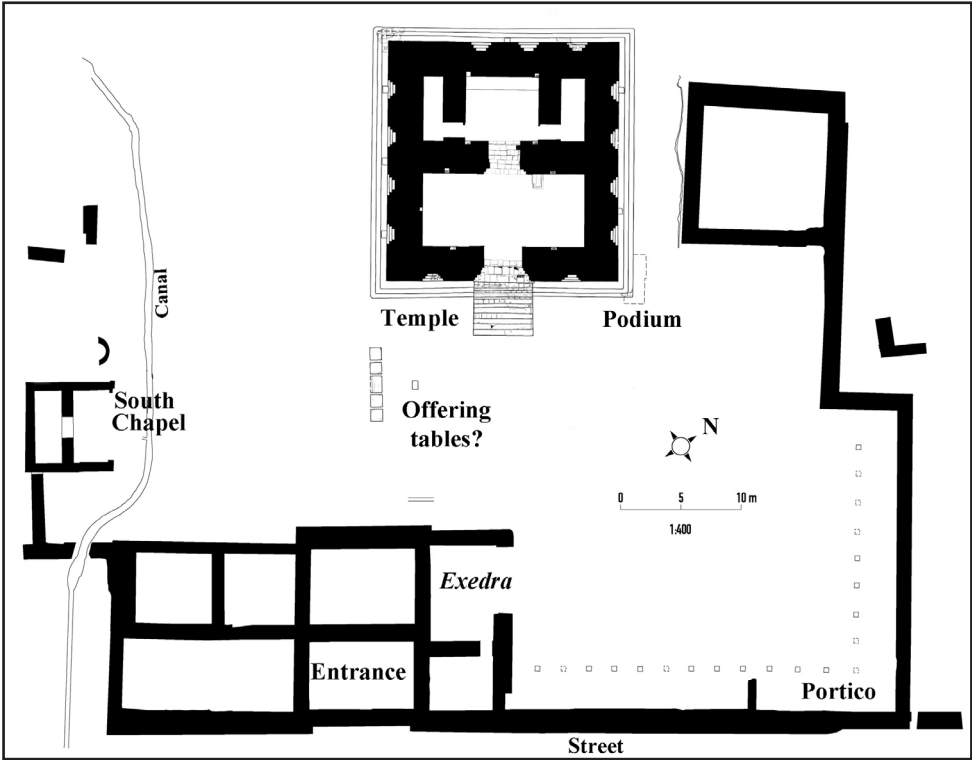 Canal
Temple
Podium
South
Chapel
Offering
tables?
N
0 5 10 m
1:400
Exedra
Entrance
Portico
Street